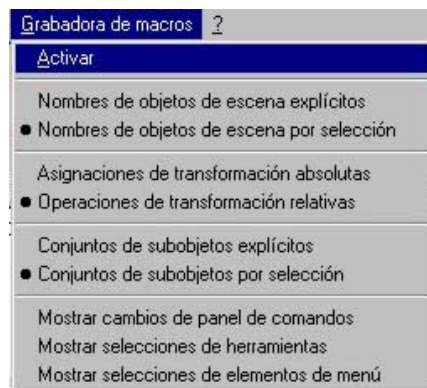 Grabadora de macros ?
Activar
Nombres de objetos de escena explícitos
Nombres de objetos de escena por selección
Asignaciones de transformación absolutas
Operaciones de transformación relativas
Conjuntos de subobjetos explícitos
Conjuntos de subobjetos por selección
Mostrar cambios de panel de comandos
Mostrar selecciones de herramientas
Mostrar selecciones de elementos de menú